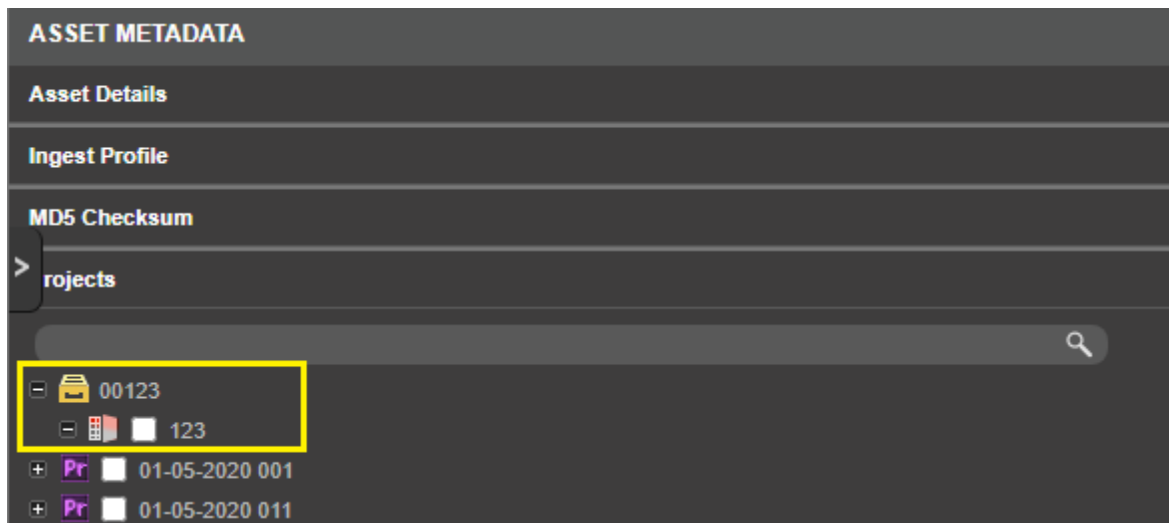 ASSET METADATA
Asset Details
Ingest Profile
MD5 Checksum
> rojects
00123
123
Pr 01-05-2020 001
Pr 01-05-2020 011